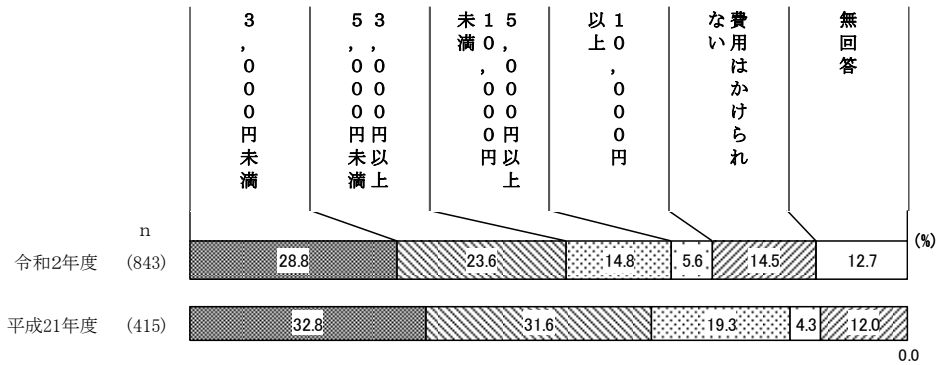 3,000円未満
3,000円以上
5,000円未満
5,000円以上
10,000円
未満
10,000円
以上
費用はかけられ
ない
無回答
(%)
n
令和2年度 (843) 28.8 23.6 14.8 5.6 14.5 12.7
平成21年度 (415) 32.8 31.6 19.3 4.3 12.0
0.0